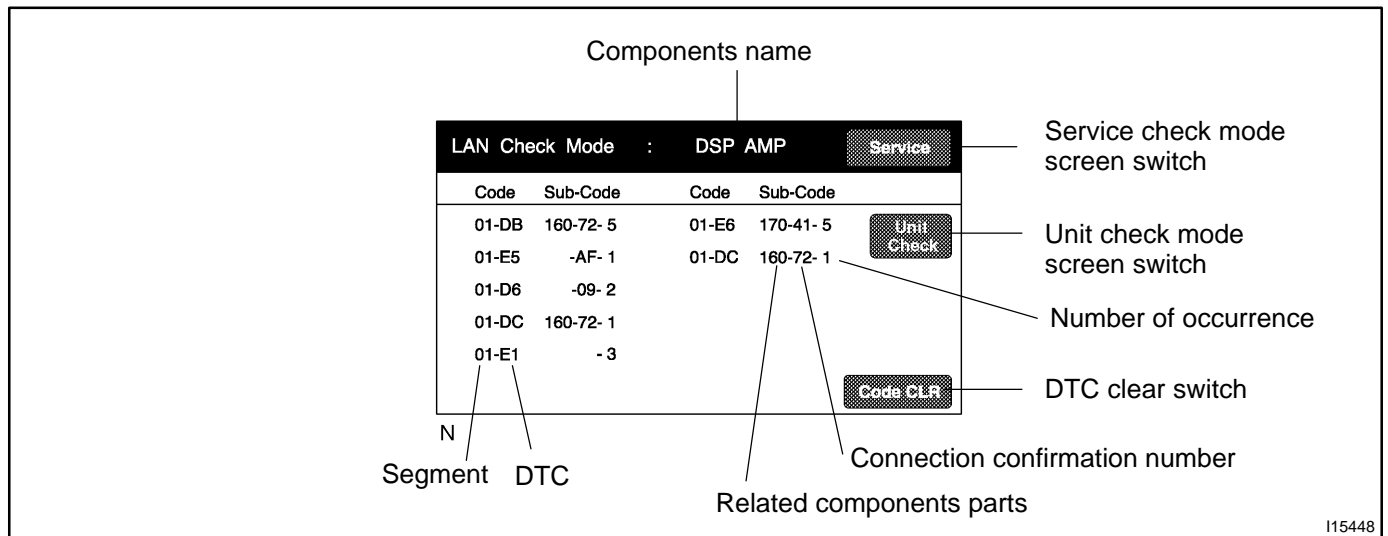 Components name
LAN Check Mode : DSP AMP Service
Service check mode
screen switch
Code Sub-Code Code Sub-Code
01-DB 160-72- 5 01-E6 170-41- 5
Unit
Check
Unit check mode
screen switch
01-E5 -AF- 1 01-DC 160-72- 1
01-D6 -09- 2
Number of occurrence
01-DC 160-72- 1
01-E1 - 3
Code CLR
DTC clear switch
N
Segment DTC
Connection confirmation number
Related components parts
I15448